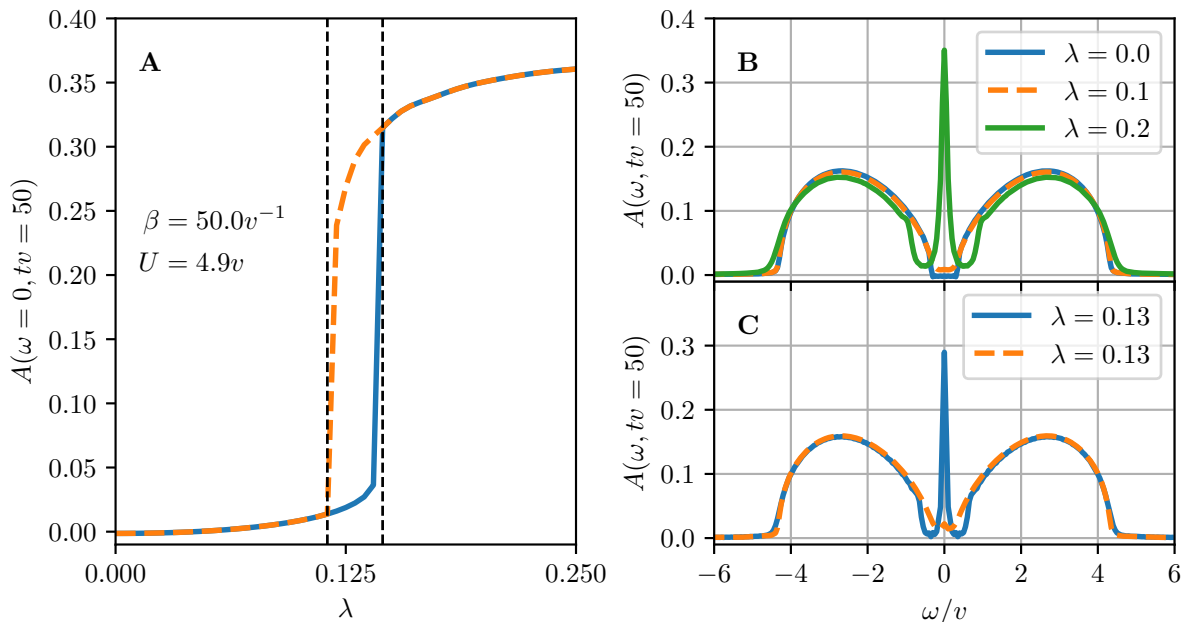 A
β = 50.0v⁻¹
U = 4.9v
A(ω = 0, tv = 50)
0.40
0.35
0.30
0.25
0.20
0.15
0.10
0.05
0.00
0.000
0.125
0.250
λ
B
λ = 0.0
λ = 0.1
λ = 0.2
A(ω, tv = 50)
0.4
0.3
0.2
0.1
0.0
C
λ = 0.13
λ = 0.13
A(ω, tv = 50)
0.3
0.2
0.1
0.0
−6
−4
−2
0
2
4
6
ω/v